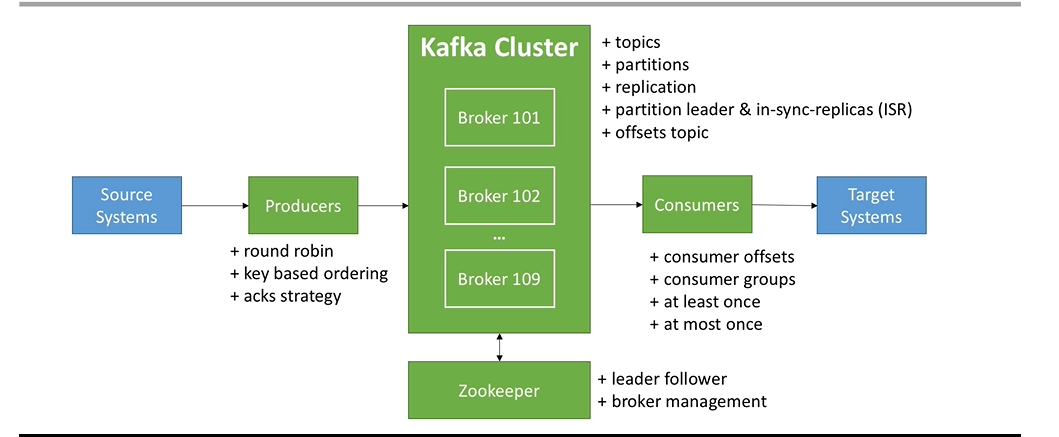 Kafka Cluster
Broker 101
Broker 102
...
Broker 109
+ topics
+ partitions
+ replication
+ partition leader & in-sync-replicas (ISR)
+ offsets topic
Source
Systems
Producers
+ round robin
+ key based ordering
+ acks strategy
Consumers
+ consumer offsets
+ consumer groups
+ at least once
+ at most once
Target
Systems
Zookeeper
+ leader follower
+ broker management